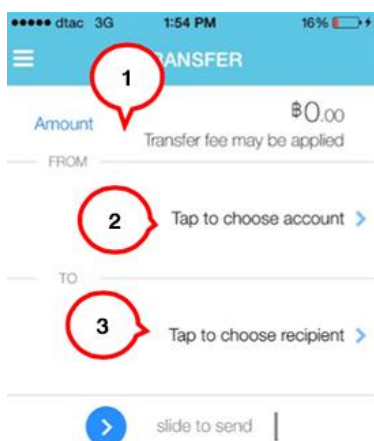 dtac 3G 1:54 PM 16%
RANSFER
1
Amount ฿0.00
Transfer fee may be applied
FROM
2 Tap to choose account
TO
3 Tap to choose recipient
slide to send